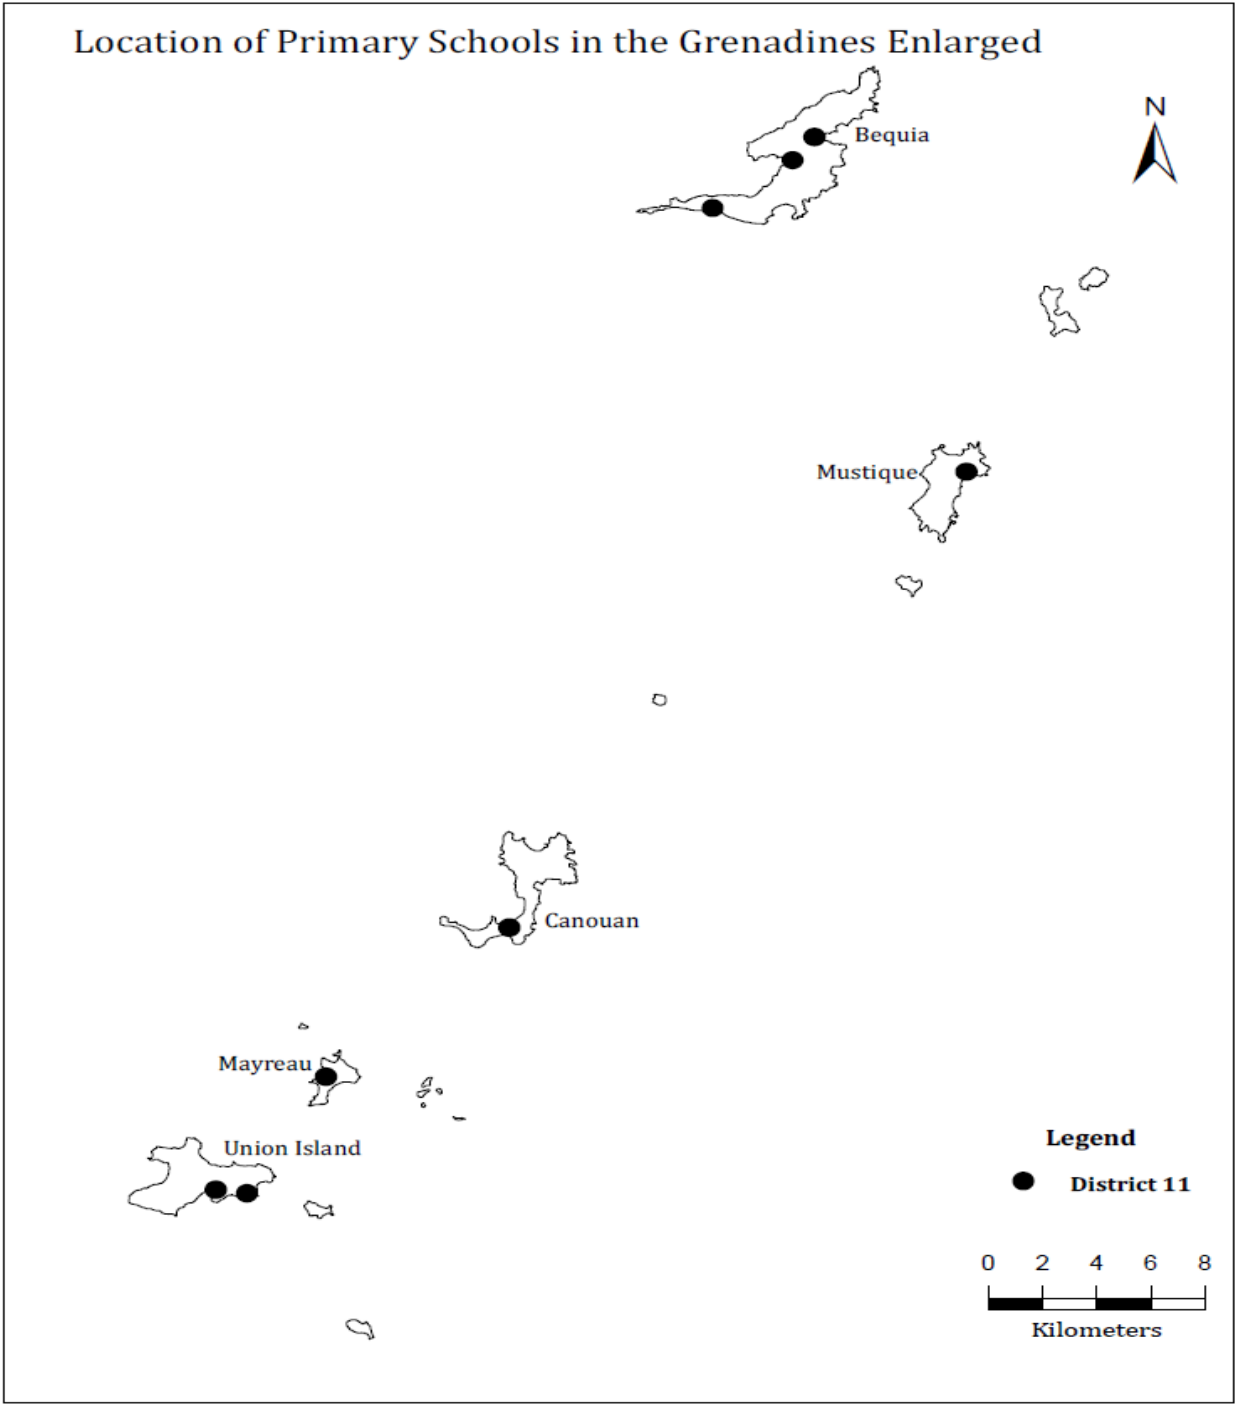 Location of Primary Schools in the Grenadines Enlarged
N
Bequia
Mustique
Canouan
Mayreau
Union Island
Legend
District 11
0 2 4 6 8
Kilometers